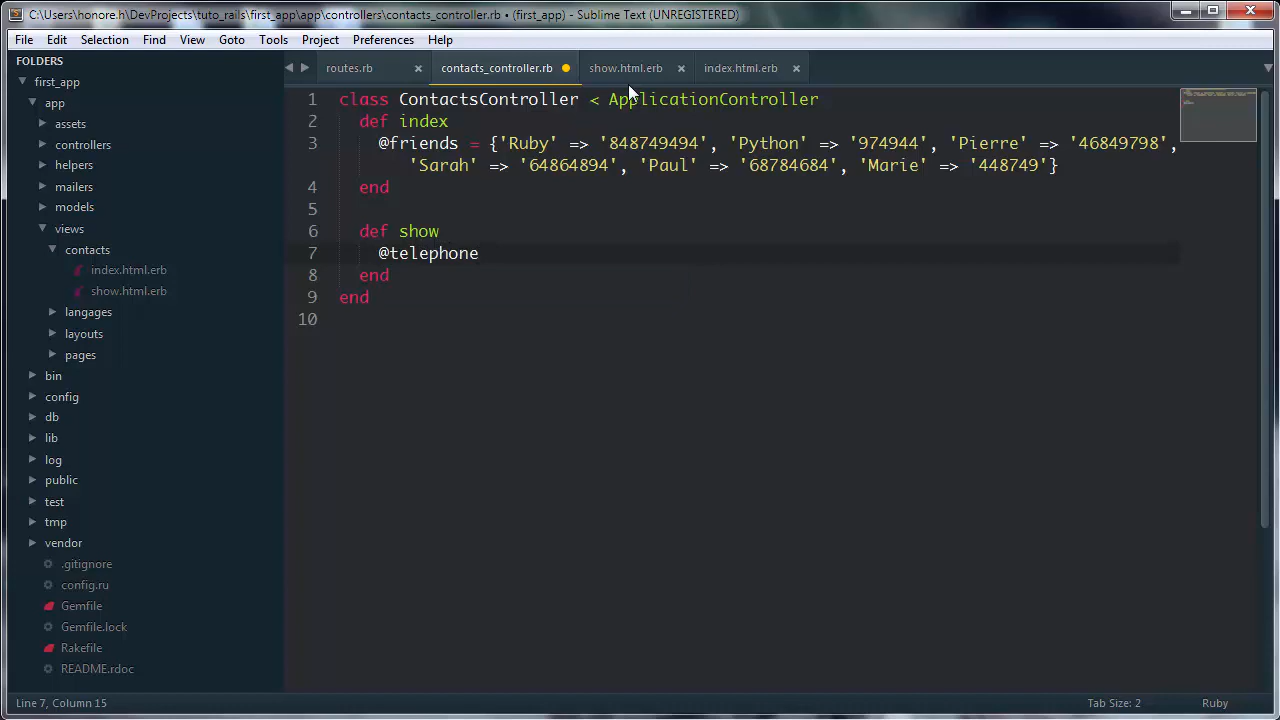 C:\Users\honore.h\DevProjects\tuto_rails\first_app\app\controllers\contacts_controller.rb • (first_app) - Sublime Text (UNREGISTERED)
File Edit Selection Find View Goto Tools Project Preferences Help
FOLDERS
first_app
app
assets
controllers
helpers
mailers
models
views
contacts
index.html.erb
show.html.erb
langages
layouts
pages
bin
config
db
lib
log
public
test
tmp
vendor
.gitignore
config.ru
Gemfile
Gemfile.lock
Rakefile
README.rdoc
routes.rb contacts_controller.rb show.html.erb index.html.erb
1 class ContactsController < ApplicationController
2 def index
3 @friends = {'Ruby' => '848749494', 'Python' => '974944', 'Pierre' => '46849798',
'Sarah' => '64864894', 'Paul' => '68784684', 'Marie' => '448749'}
4 end
5
6 def show
7 @telephone
8 end
9 end
10
Line 7, Column 15 Tab Size: 2 Ruby